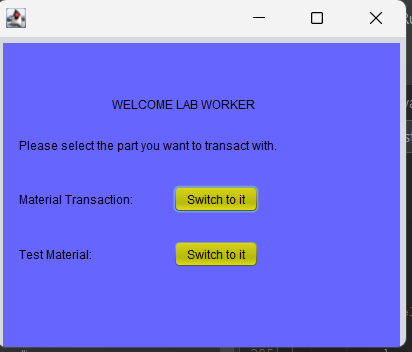 WELCOME LAB WORKER
Please select the part you want to transact with.
Material Transaction: Switch to it
Test Material: Switch to it